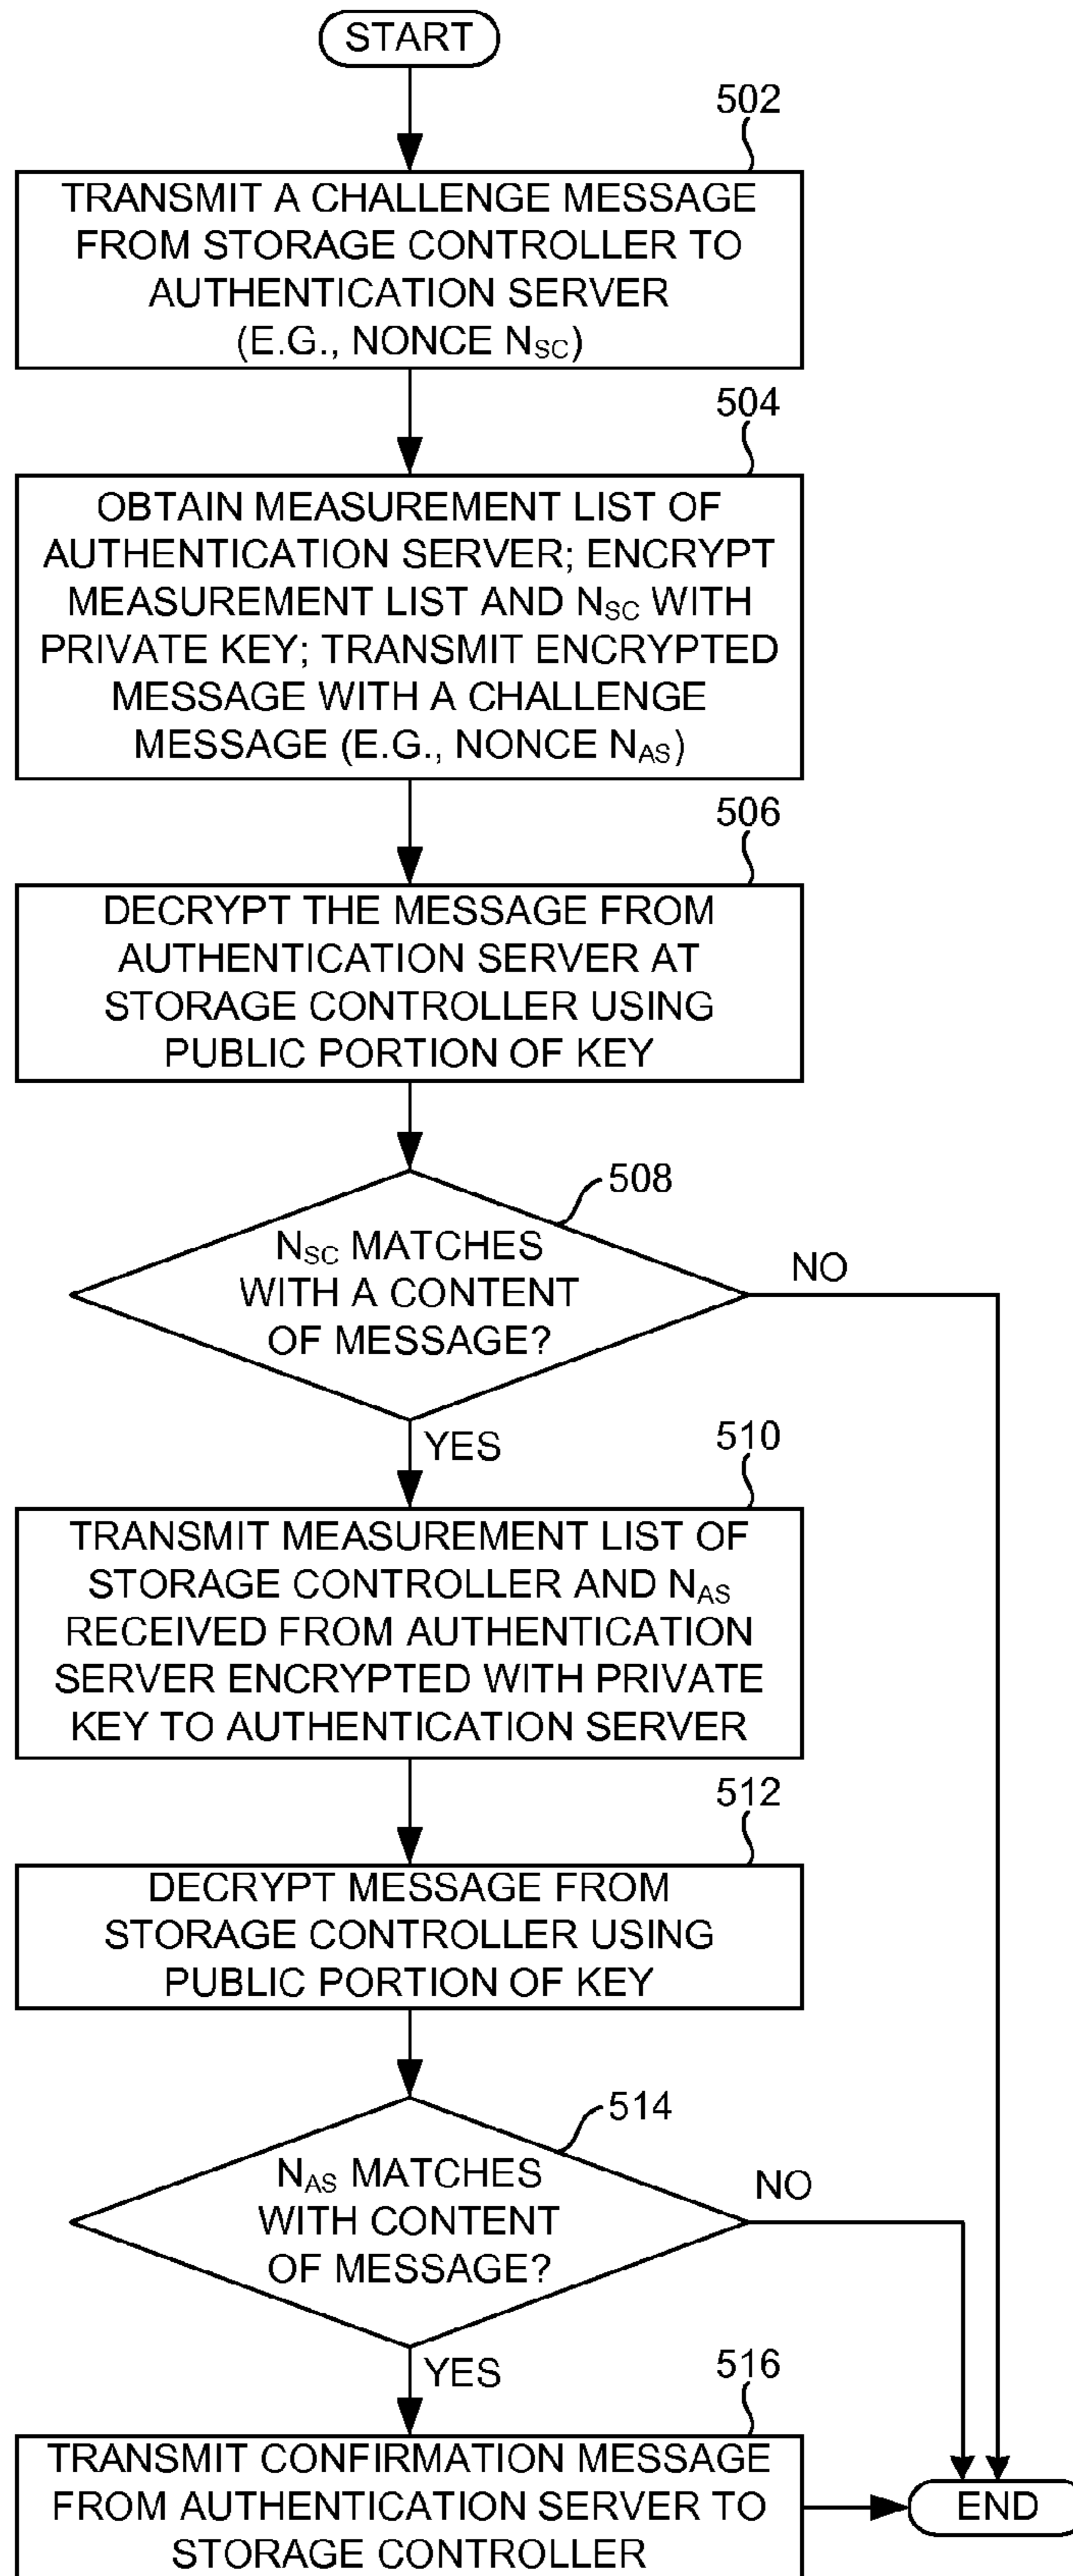 START
502
TRANSMIT A CHALLENGE MESSAGE
FROM STORAGE CONTROLLER TO
AUTHENTICATION SERVER
(E.G., NONCE NSC)
504
OBTAIN MEASUREMENT LIST OF
AUTHENTICATION SERVER; ENCRYPT
MEASUREMENT LIST AND NSC WITH
PRIVATE KEY; TRANSMIT ENCRYPTED
MESSAGE WITH A CHALLENGE
MESSAGE (E.G., NONCE NAS)
506
DECRYPT THE MESSAGE FROM
AUTHENTICATION SERVER AT
STORAGE CONTROLLER USING
PUBLIC PORTION OF KEY
508
NSC MATCHES
WITH A CONTENT
OF MESSAGE?
NO
YES
510
TRANSMIT MEASUREMENT LIST OF
STORAGE CONTROLLER AND NAS
RECEIVED FROM AUTHENTICATION
SERVER ENCRYPTED WITH PRIVATE
KEY TO AUTHENTICATION SERVER
512
DECRYPT MESSAGE FROM
STORAGE CONTROLLER USING
PUBLIC PORTION OF KEY
514
NAS MATCHES
WITH CONTENT
OF MESSAGE?
NO
YES
516
TRANSMIT CONFIRMATION MESSAGE
FROM AUTHENTICATION SERVER TO
STORAGE CONTROLLER
END